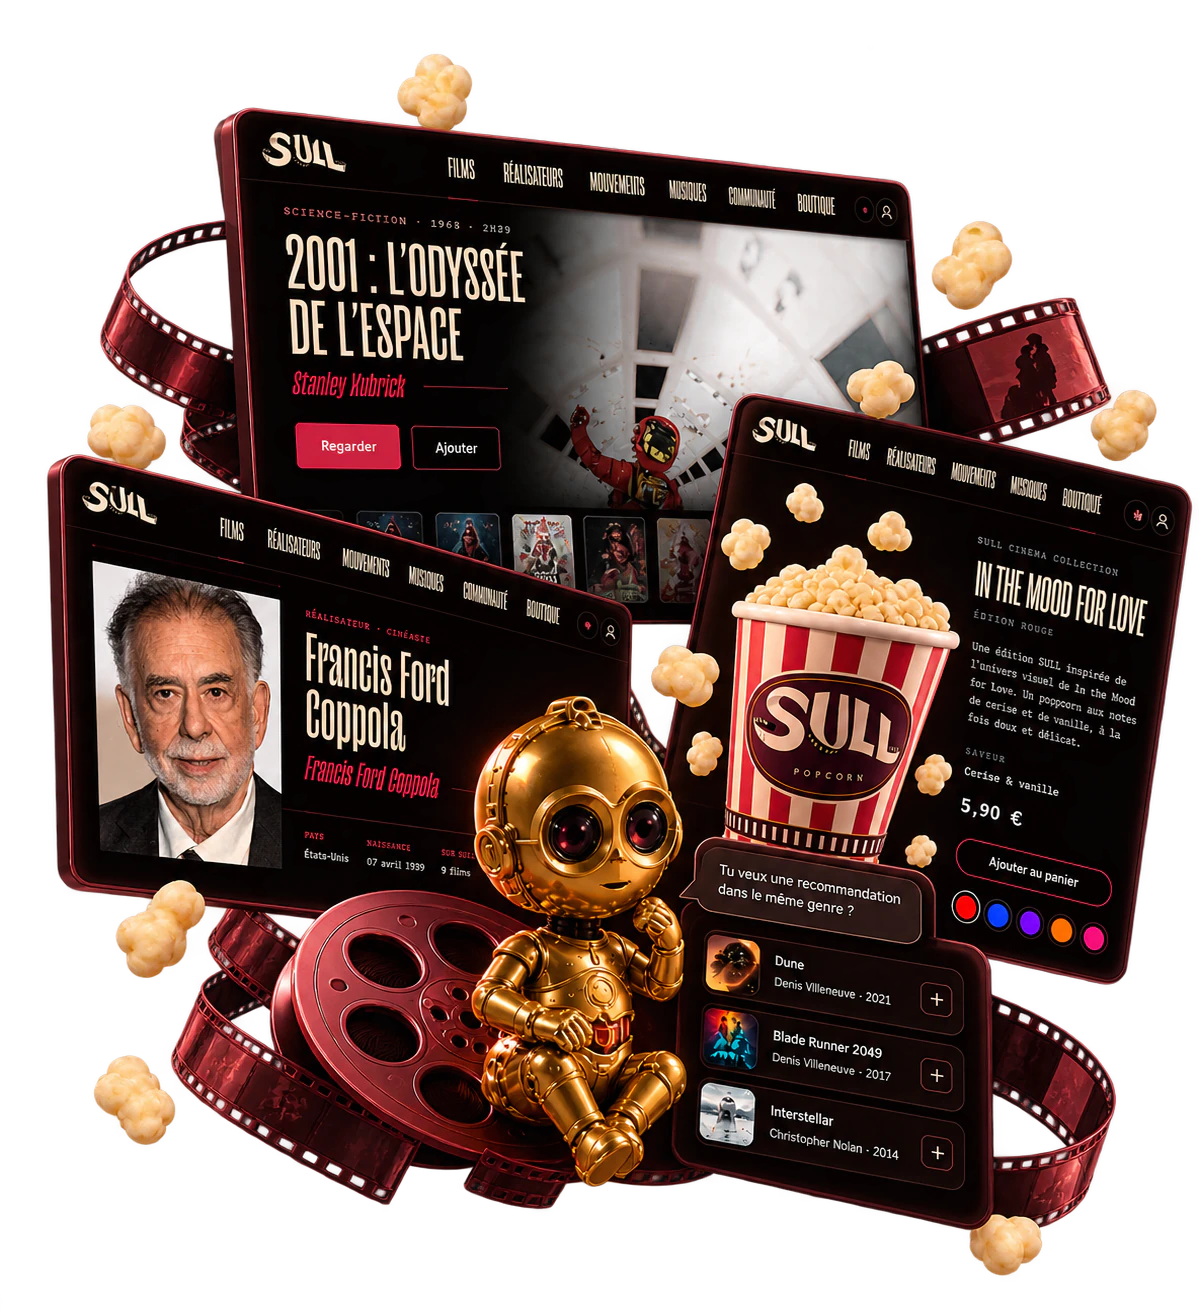 SULL
FILMS RÉALISATEURS MOUVEMENTS MUSIQUES COMMUNAUTÉ BOUTIQUE
SCIENCE-FICTION · 1968 · 2H29
2001 : L'ODYSSÉE
DE L'ESPACE
Stanley Kubrick
Regarder Ajouter
SULL
FILMS RÉALISATEURS MOUVEMENTS MUSIQUES COMMUNAUTÉ BOUTIQUE
RÉALISATEUR · CINÉASTE
Francis Ford
Coppola
Francis Ford Coppola
PAYS NAISSANCE SUR SULL
États-Unis 07 avril 1939 9 films
SULL
FILMS RÉALISATEURS MOUVEMENTS MUSIQUES BOUTIQUE
SULL CINEMA COLLECTION
IN THE MOOD FOR LOVE
ÉDTION ROUGE
Une édition SULL inspirée de
l'univers visuel de In the Mood
for Love. Un popcorn aux notes
de cerise et de vanille, à la
fois doux et délicat.
SAVEUR
Cerise & vanille
5,90 €
Ajouter au panier
SULL
POPCORN
Tu veux une recommandation
dans le même genre ?
Dune
Denis Villeneuve - 2021
Blade Runner 2049
Denis Villeneuve - 2017
Interstellar
Christopher Nolan - 2014